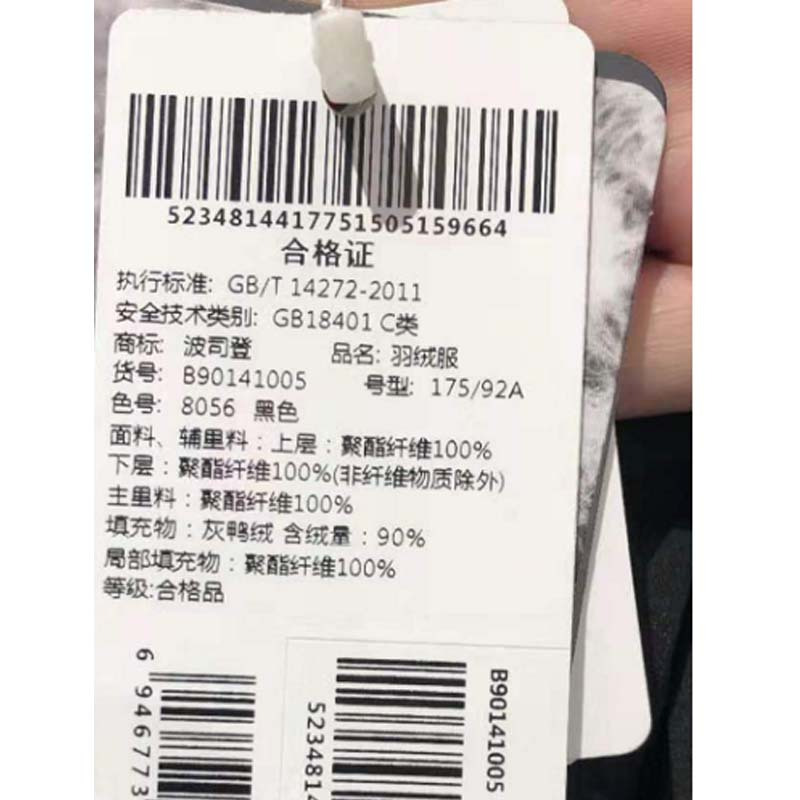 5234814417751505159664
合格证
执行标准: GB/T 14272-2011
安全技术类别: GB18401 C类
商标: 波司登 品名: 羽绒服
货号: B90141005 号型: 175/92A
色号: 8056 黑色
面料、辅里料：上层：聚酯纤维100%
下层：聚酯纤维100%(非纤维物质除外)
主里料：聚酯纤维100%
填充物：灰鸭绒 含绒量：90%
局部填充物：聚酯纤维100%
等级:合格品
6 946773
5234814
B90141005